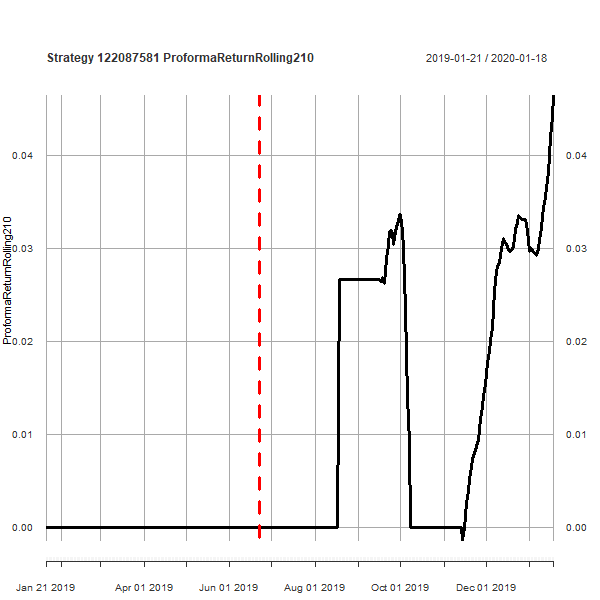 Strategy 122087581 ProformaReturnRolling210
2019-01-21 / 2020-01-18
ProformaReturnRolling210
0.04 0.04
0.03 0.03
0.02 0.02
0.01 0.01
0.00 0.00
Jan 21 2019 Apr 01 2019 Jun 01 2019 Aug 01 2019 Oct 01 2019 Dec 01 2019